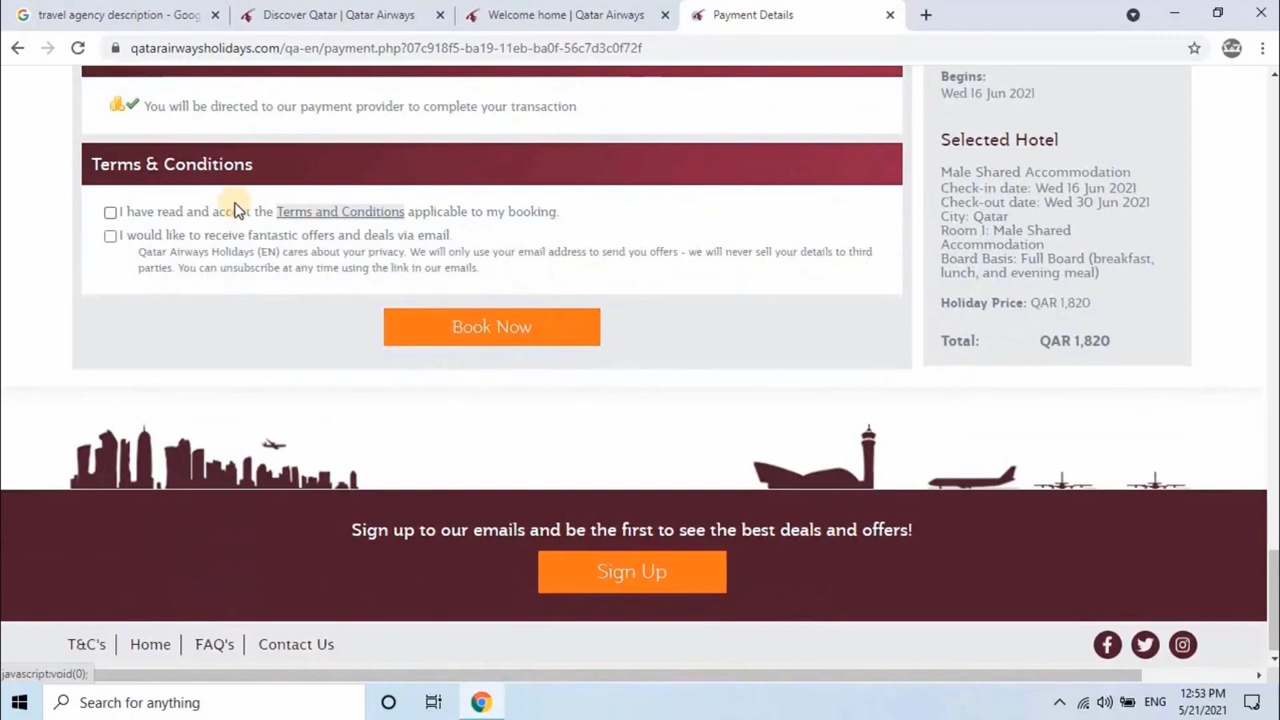 travel agency description - Goog
Discover Qatar | Qatar Airways
Welcome home | Qatar Airways
Payment Details
qatarairwaysholidays.com/qa-en/payment.php?07c918f5-ba19-11eb-ba0f-56c7d3c0f72f
You will be directed to our payment provider to complete your transaction
Terms & Conditions
I have read and accept the Terms and Conditions applicable to my booking.
I would like to receive fantastic offers and deals via email.
Qatar Airways Holidays (EN) cares about your privacy. We will only use your email address to send you offers - we will never sell your details to third
parties. You can unsubscribe at any time using the link in our emails.
Book Now
Begins:
Wed 16 Jun 2021
Selected Hotel
Male Shared Accommodation
Check-in date: Wed 16 Jun 2021
Check-out date: Wed 30 Jun 2021
City: Qatar
Room 1: Male Shared
Accommodation
Board Basis: Full Board (breakfast,
lunch, and evening meal)
Holiday Price: QAR 1,820
Total: QAR 1,820
Sign up to our emails and be the first to see the best deals and offers!
Sign Up
T&C's | Home | FAQ's | Contact Us
javascript:void(0);
Search for anything
ENG
12:53 PM
5/21/2021